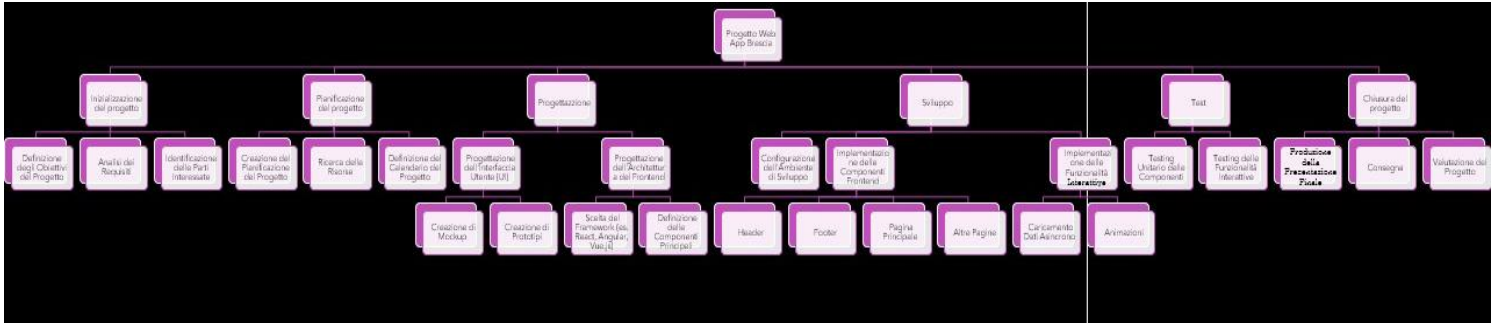 Progetto Web
App Brescia
Inizializzazione
del progetto
Pianificazione
del progetto
Progettazione
Sviluppo
Test
Chiusura del
progetto
Definizione
degli Obiettivi
del Progetto
Analisi dei
Requisiti
Identificazione
delle Parti
Interessate
Creazione del
Pianificazione
del Progetto
Ricerca delle
Risorse
Definizione del
Calendario del
Progetto
Progettazione
dell'Interfaccia
Utente (UI)
Progettazione
dell'Architettur
a del Frontend
Configurazione
dell'Ambiente
di Sviluppo
Implementazio
ne delle
Componenti
Frontend
Implementazi
one delle
Funzionalità
Interattive
Testing
Unitario delle
Componenti
Testing delle
Funzionalità
Interattive
Produzione
della
Presentazione
Finale
Consegna
Valutazione del
Progetto
Creazione di
Mockup
Creazione di
Prototipi
Scelta del
Framework (es.
React, Angular,
Vue.js)
Definizione
delle
Componenti
Principali
Header
Footer
Pagina
Principale
Altre Pagine
Caricamento
Dati Asincrono
Animazioni